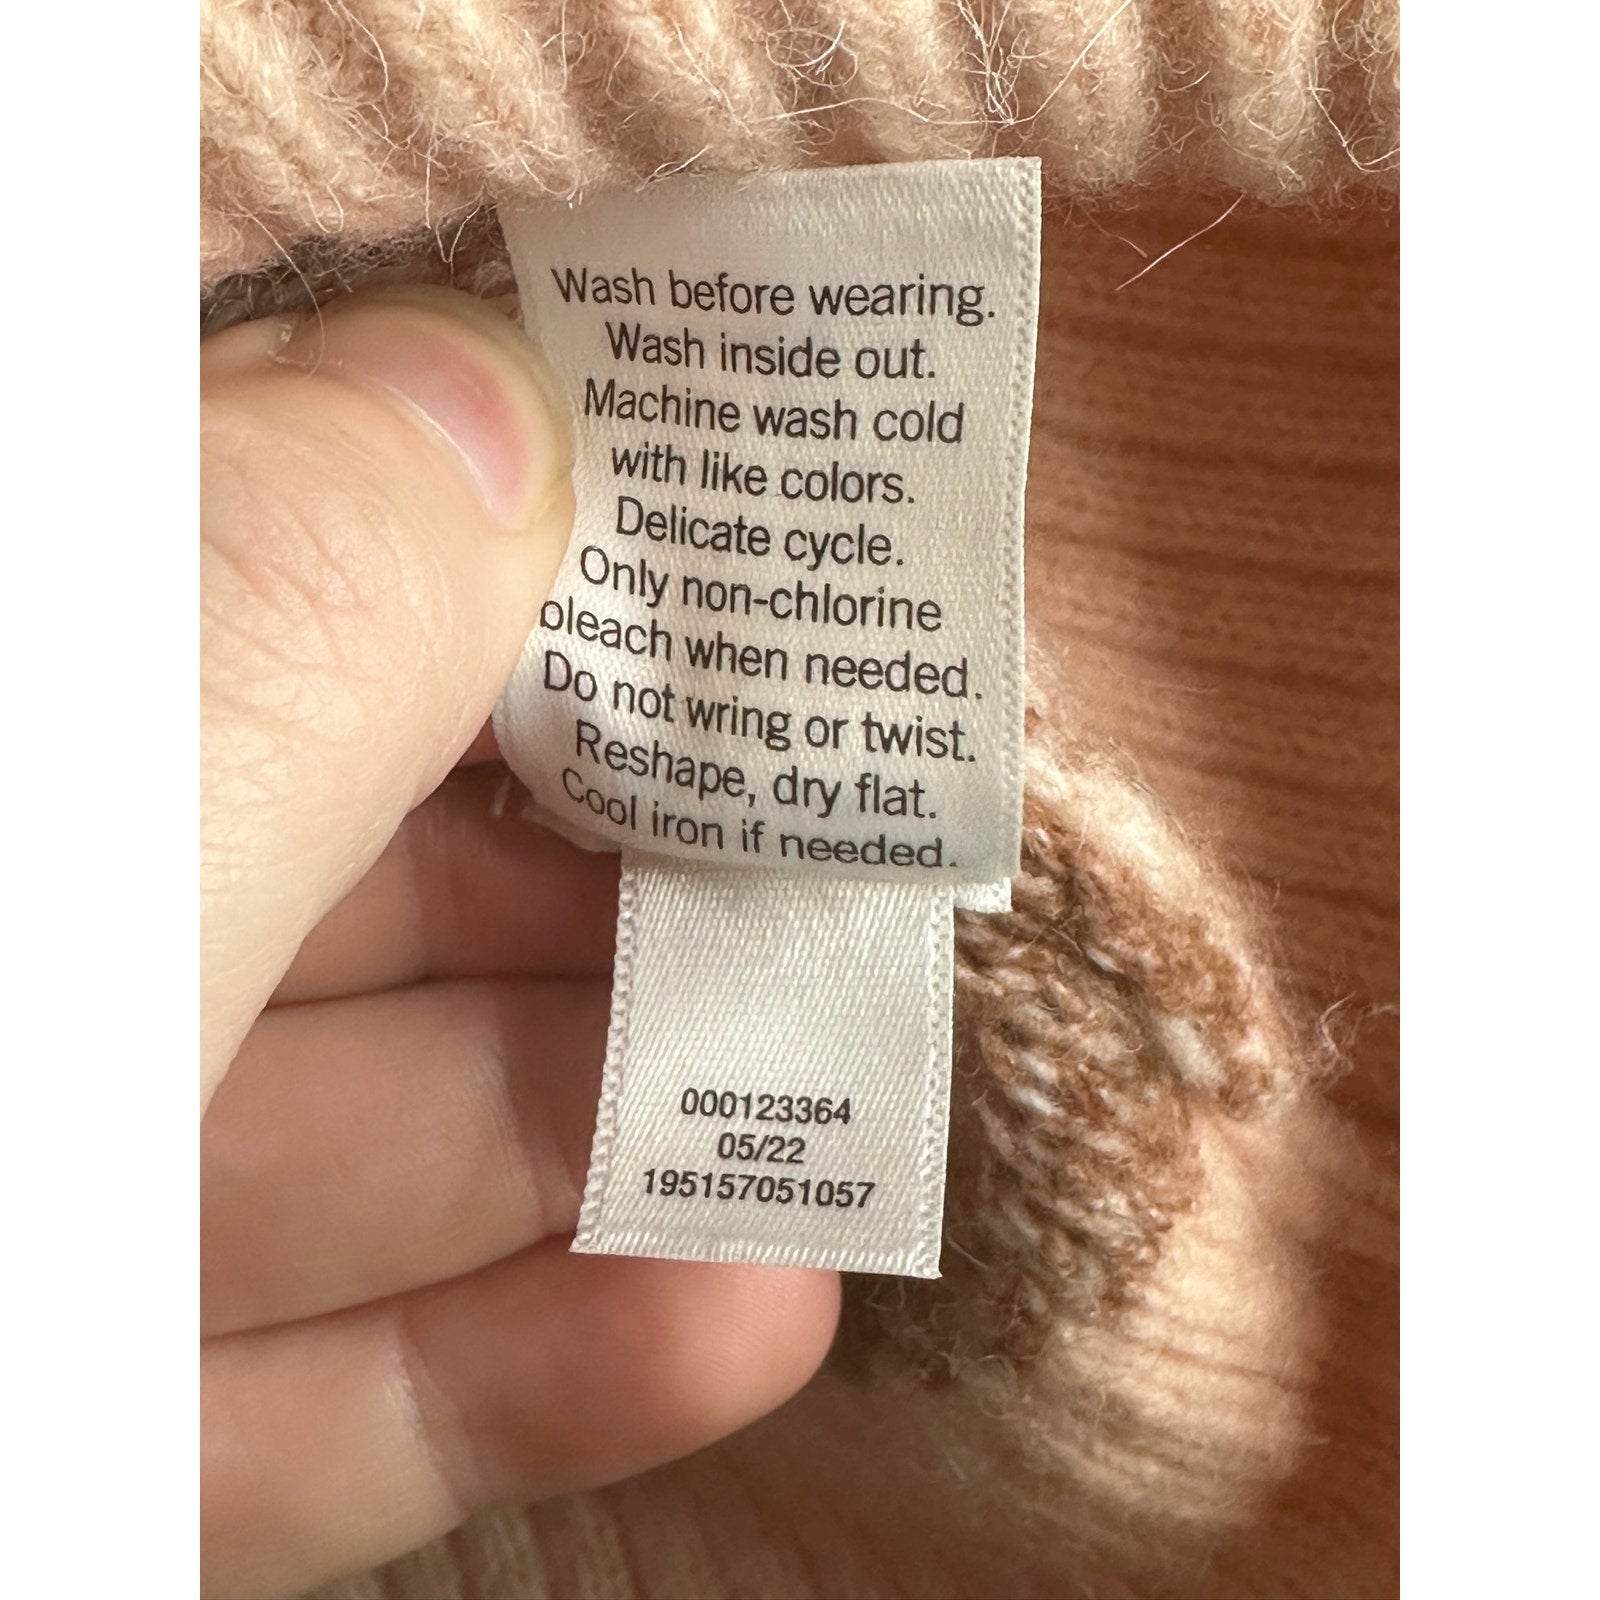 Wash before wearing.
Wash inside out.
Machine wash cold
with like colors.
Delicate cycle.
Only non-chlorine
bleach when needed.
Do not wring or twist.
Reshape, dry flat.
Cool iron if needed.
000123364
05/22
195157051057